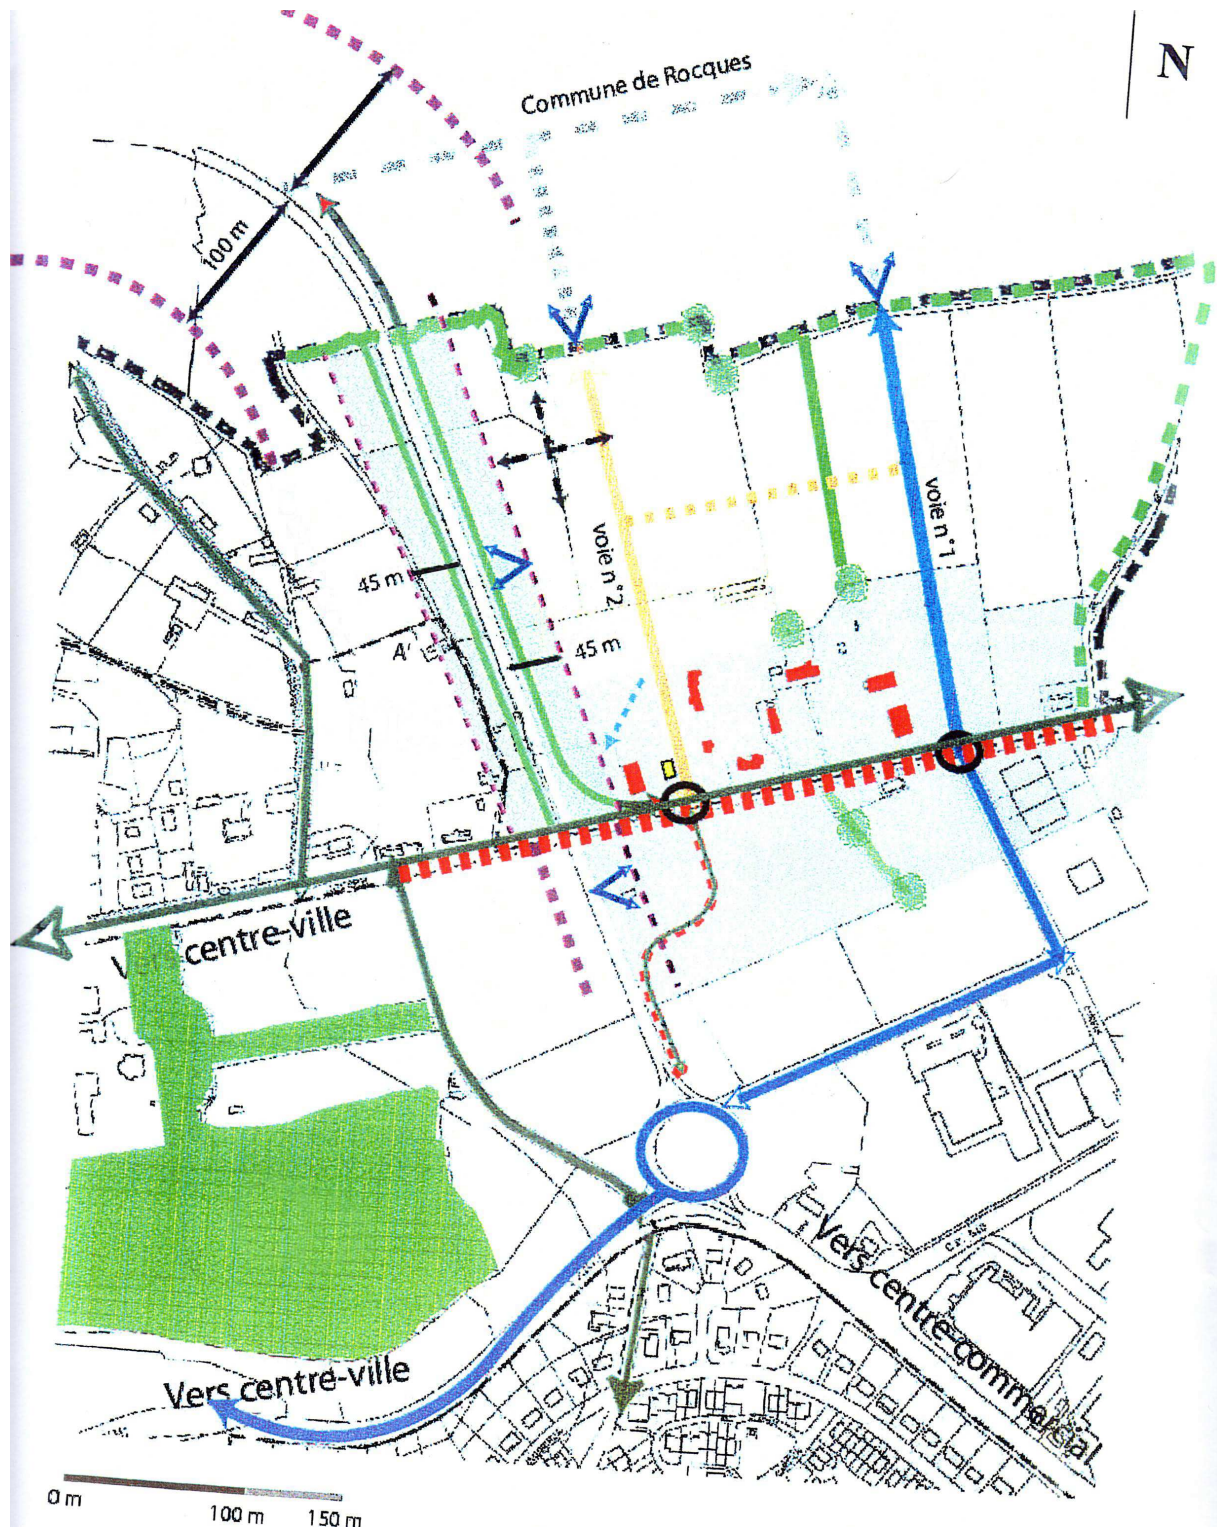 N
Commune de Rocques
100 m
voie n°1
voie n°2
45 m
A'
45 m
Vers centre-ville
Vers centre-commercial
Vers centre-ville
0 m
100 m
150 m